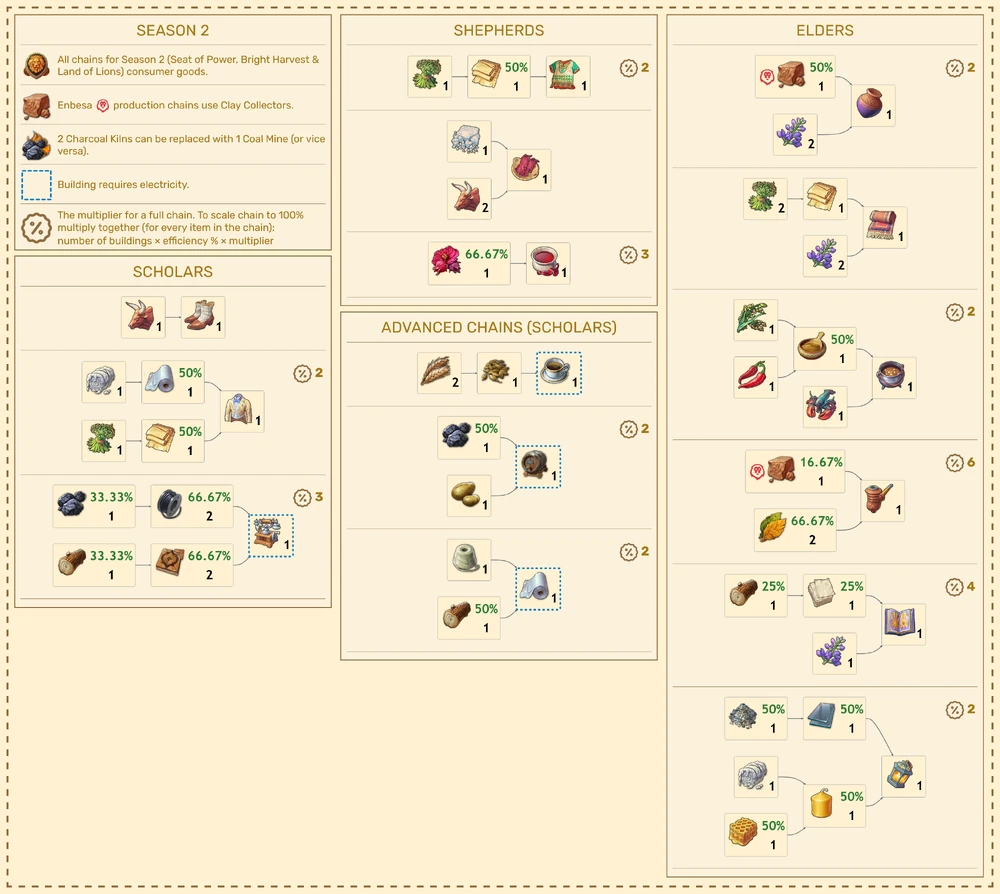 SEASON 2
All chains for Season 2 (Seat of Power, Bright Harvest &
Land of Lions) consumer goods.
Enbesa production chains use Clay Collectors.
2 Charcoal Kilns can be replaced with 1 Coal Mine (or vice
versa).
Building requires electricity.
The multiplier for a full chain. To scale chain to 100%
multiply together (for every item in the chain):
number of buildings × efficiency % × multiplier
SCHOLARS
1 1
2
1 50% 1
1
1 50% 1
3
33.33% 1 66.67% 2
1
33.33% 1 66.67% 2
SHEPHERDS
2
1 50% 1 1
1
1
2
3
66.67% 1 1
ADVANCED CHAINS (SCHOLARS)
2 1 1
2
50% 1
1
1
2
1
1
50% 1
ELDERS
2
50% 1
1
2
2 1
1
2
2
1
50% 1
1
1
1
6
16.67% 1
1
66.67% 2
4
25% 1 25% 1
1
1
2
50% 1 50% 1
1
1
50% 1
50% 1